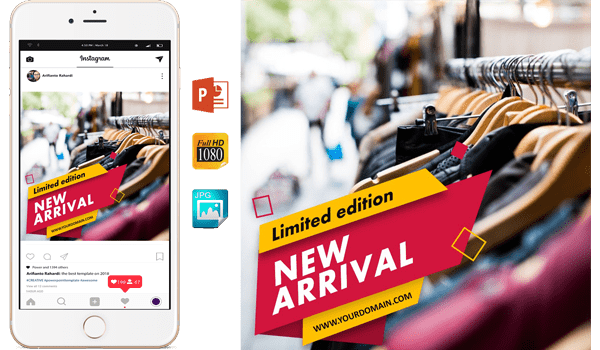 Instagram
Arifianto Rahardi
Limited edition
NEW
ARRIVAL
WWW.YOURDOMAIN.COM
Arifianto Rahardi the best template on 2018
P
Full HD
1080
JPG
Limited edition
NEW
ARRIVAL
WWW.YOURDOMAIN.COM